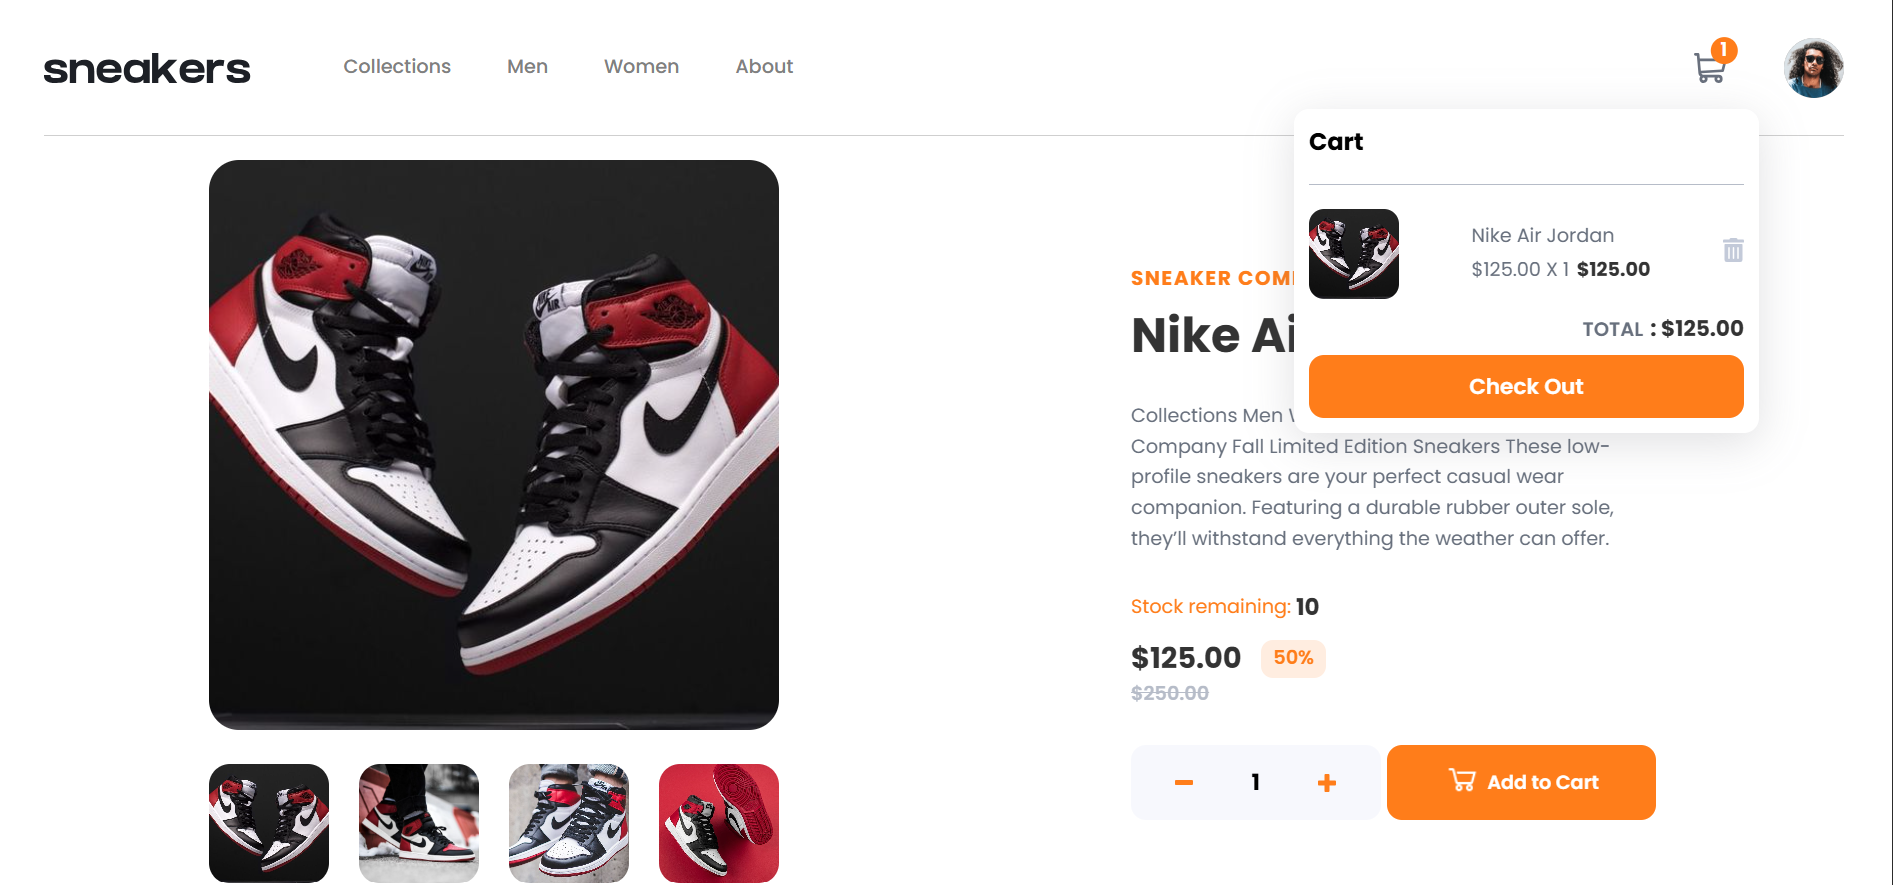 sneakers
Collections
Men
Women
About
1
Cart
Nike Air Jordan
$125.00 X 1 $125.00
TOTAL : $125.00
Check Out
SNEAKER
Nike
Collections Men
Company Fall Limited Edition Sneakers These low-
profile sneakers are your perfect casual wear
companion. Featuring a durable rubber outer sole,
they’ll withstand everything the weather can offer.
Stock remaining: 10
$125.00 50%
$250.00
1
Add to Cart